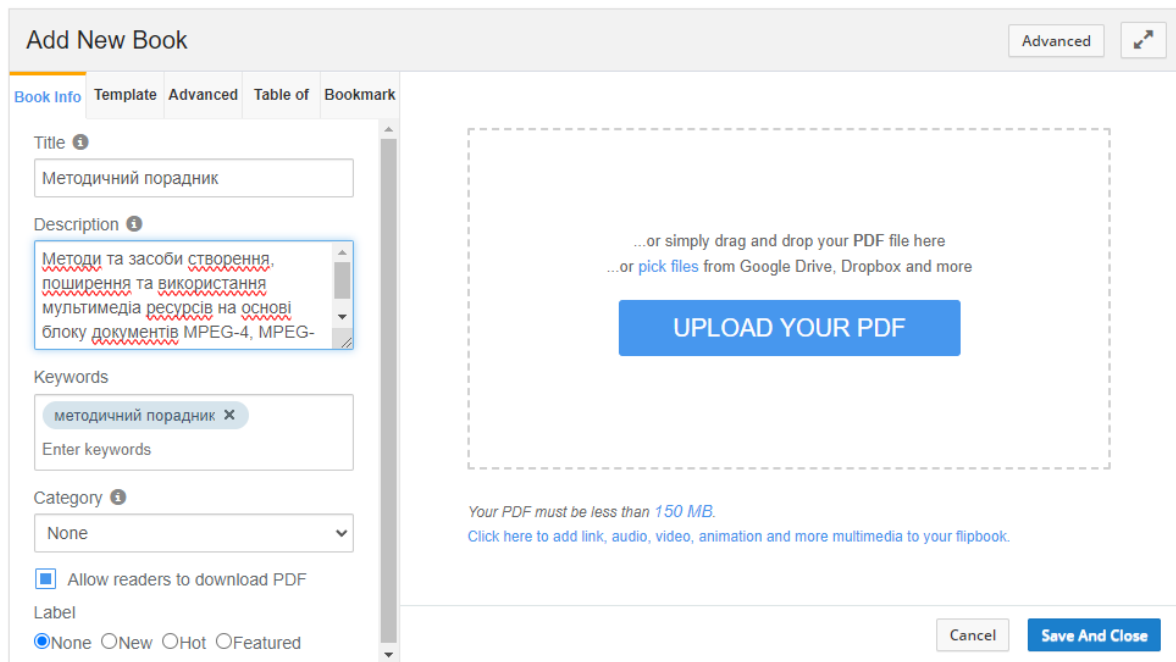 Add New Book
Advanced
Book Info Template Advanced Table of Bookmark
Title
Методичний порадник
Description
Методи та засоби створення,
поширення та використання
мультимедіа ресурсів на основі
блоку документів MPEG-4, MPEG-
Keywords
методичний порадник ×
Enter keywords
Category
None
Allow readers to download PDF
Label
None New Hot Featured
...or simply drag and drop your PDF file here
...or pick files from Google Drive, Dropbox and more
UPLOAD YOUR PDF
Your PDF must be less than 150 MB.
Click here to add link, audio, video, animation and more multimedia to your flipbook.
Cancel
Save And Close